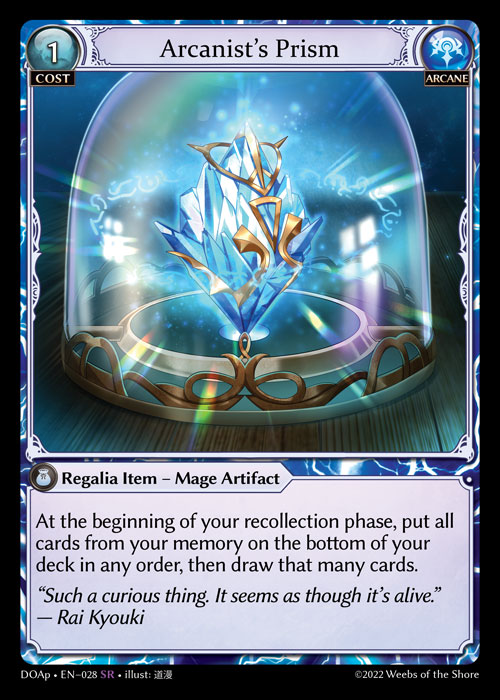 1
Arcanist's Prism
COST
ARCANE
Regalia Item – Mage Artifact
At the beginning of your recollection phase, put all
cards from your memory on the bottom of your
deck in any order, then draw that many cards.
“Such a curious thing. It seems as though it’s alive.”
— Rai Kyouki
DOAp • EN–028 SR • illust: 道漫
©2022 Weebs of the Shore